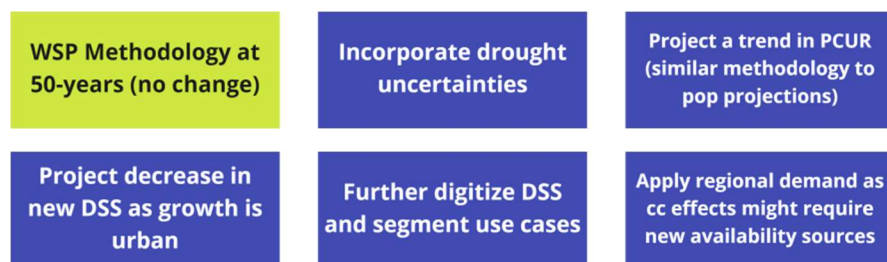 WSP Methodology at
50-years (no change)
Incorporate drought
uncertainties
Project a trend in PCUR
(similar methodology to
pop projections)
Project decrease in
new DSS as growth is
urban
Further digitize DSS
and segment use cases
Apply regional demand as
cc effects might require
new availability sources